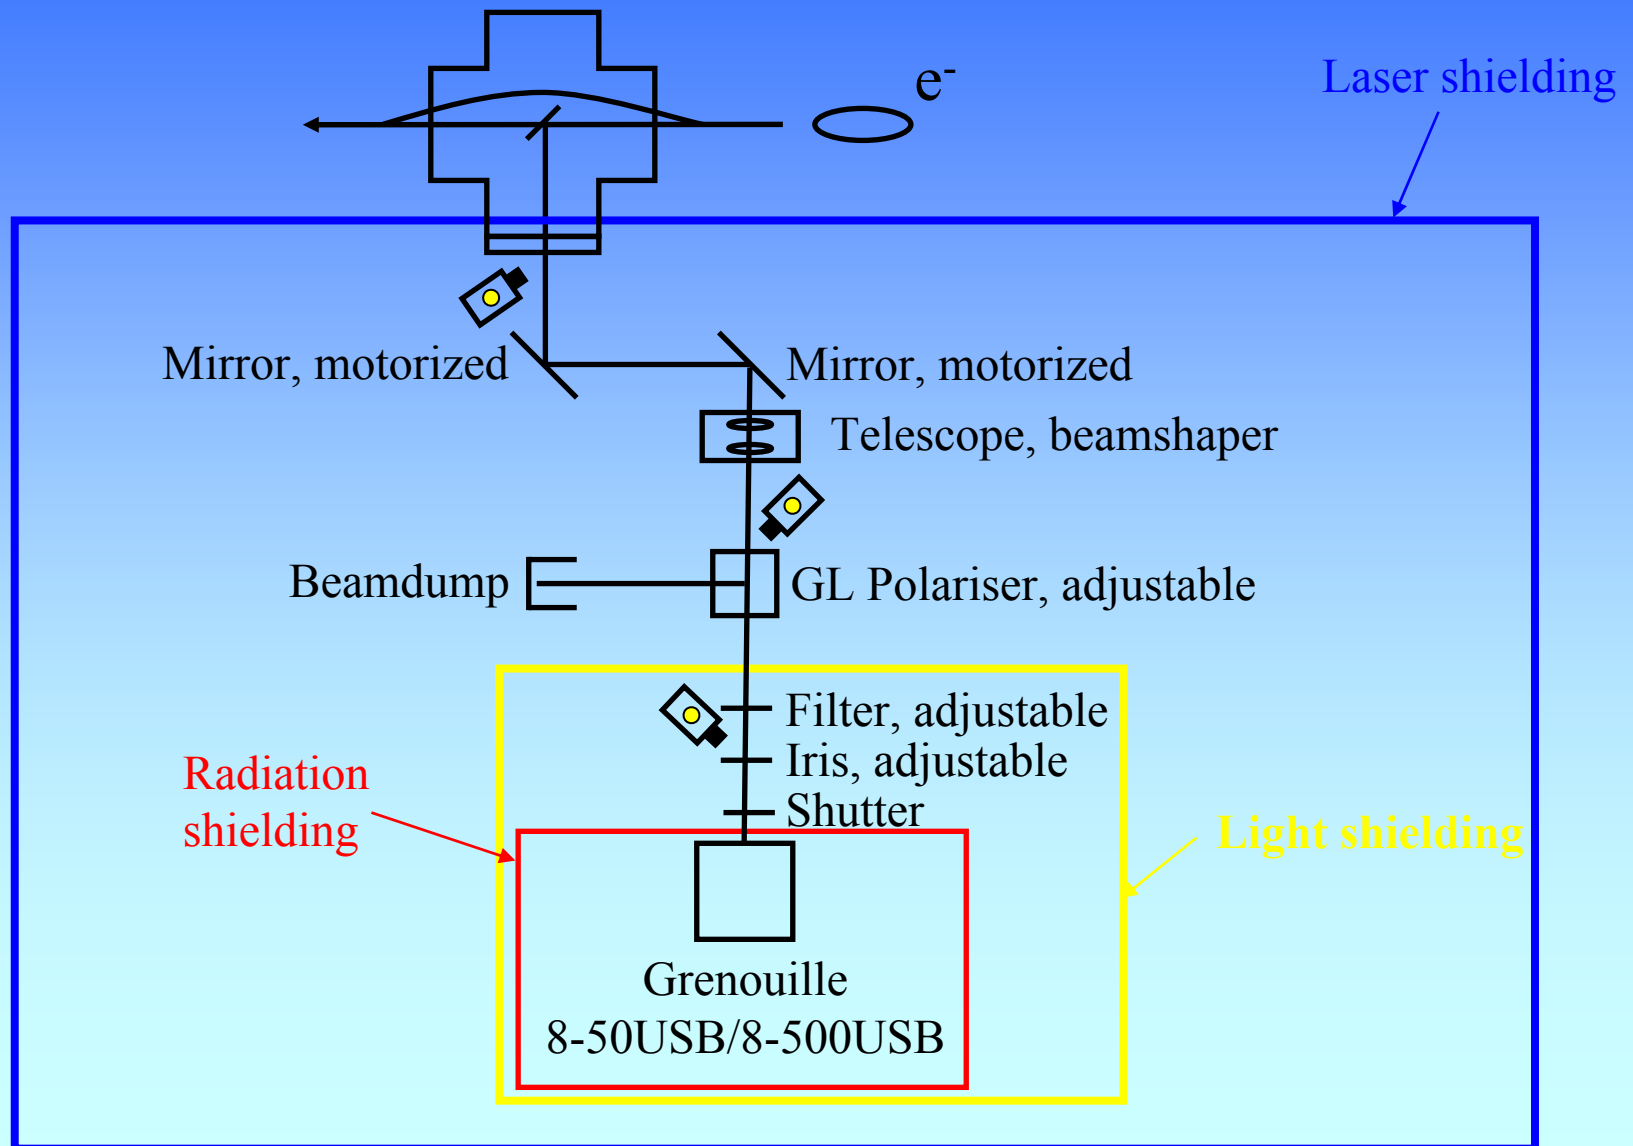 e-
Laser shielding
Mirror, motorized
Mirror, motorized
Telescope, beamshaper
Beamdump
GL Polariser, adjustable
Filter, adjustable
Iris, adjustable
Shutter
Radiation
shielding
Light shielding
Grenouille
8-50USB/8-500USB